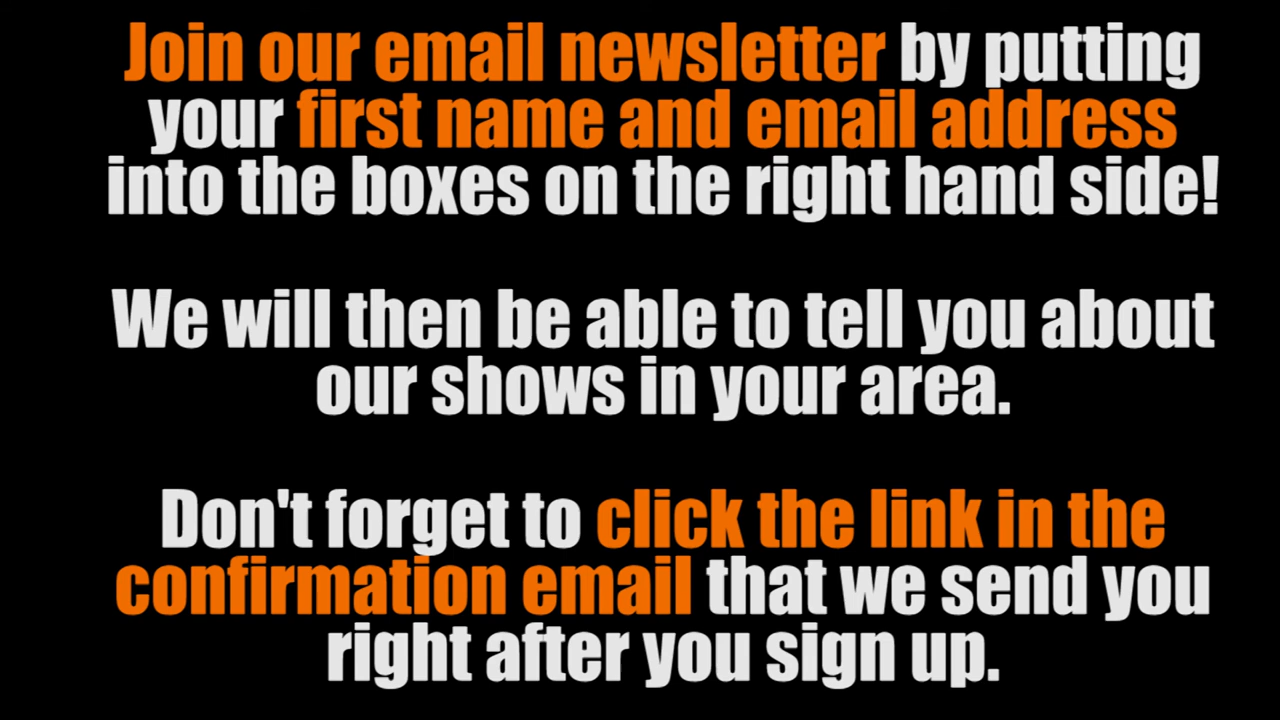 Join our email newsletter by putting
your first name and email address
into the boxes on the right hand side!
We will then be able to tell you about
our shows in your area.
Don't forget to click the link in the
confirmation email that we send you
right after you sign up.